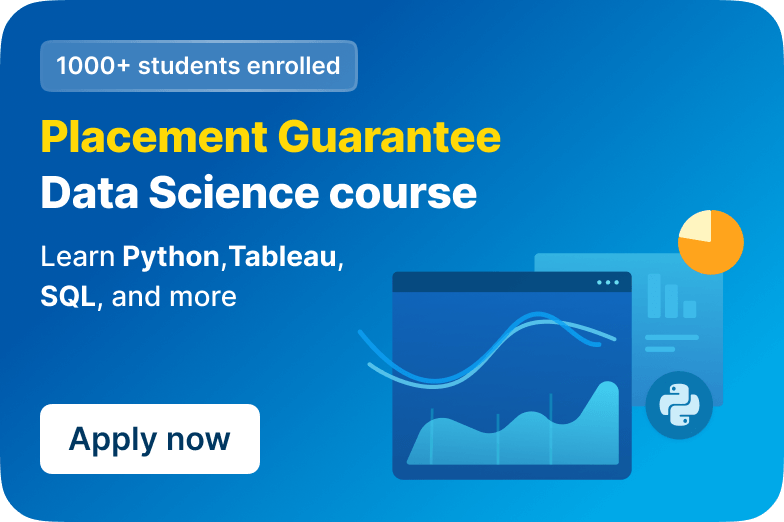 1000+ students enrolled
Placement Guarantee
Data Science course
Learn Python,Tableau,
SQL, and more
Apply now